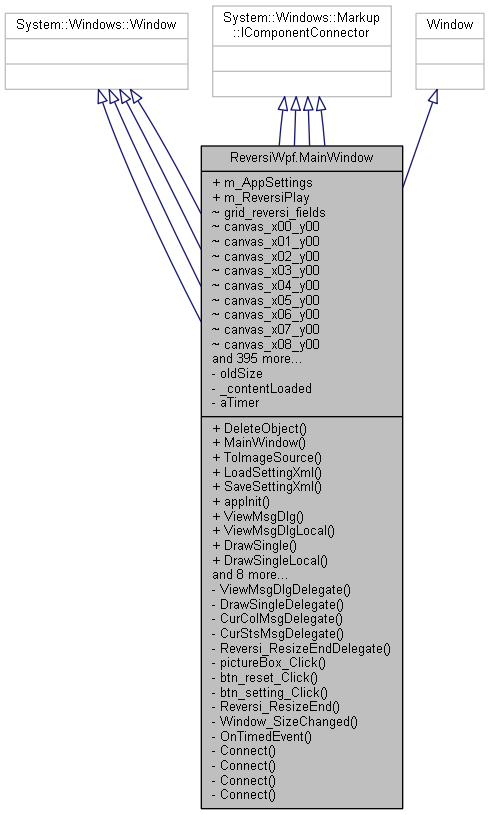 System::Windows::Window
System::Windows::Markup
::IComponentConnector
Window
ReversiWpf.MainWindow
+ m_AppSettings
+ m_ReversiPlay
~ grid_reversi_fields
~ canvas_x00_y00
~ canvas_x01_y00
~ canvas_x02_y00
~ canvas_x03_y00
~ canvas_x04_y00
~ canvas_x05_y00
~ canvas_x06_y00
~ canvas_x07_y00
~ canvas_x08_y00
and 395 more...
- oldSize
- _contentLoaded
- aTimer
+ DeleteObject()
+ MainWindow()
+ ToImageSource()
+ LoadSettingXml()
+ SaveSettingXml()
+ appInit()
+ ViewMsgDlg()
+ ViewMsgDlgLocal()
+ DrawSingle()
+ DrawSingleLocal()
and 8 more...
- ViewMsgDlgDelegate()
- DrawSingleDelegate()
- CurColMsgDelegate()
- CurStsMsgDelegate()
- Reversi_ResizeEndDelegate()
- pictureBox_Click()
- btn_reset_Click()
- btn_setting_Click()
- Reversi_ResizeEnd()
- Window_SizeChanged()
- OnTimedEvent()
- Connect()
- Connect()
- Connect()
- Connect()